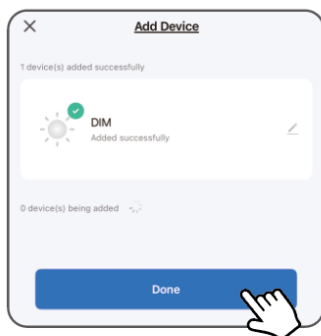 Add Device
1 device(s) added successfully
DIM
Added successfully
0 device(s) being added
Done